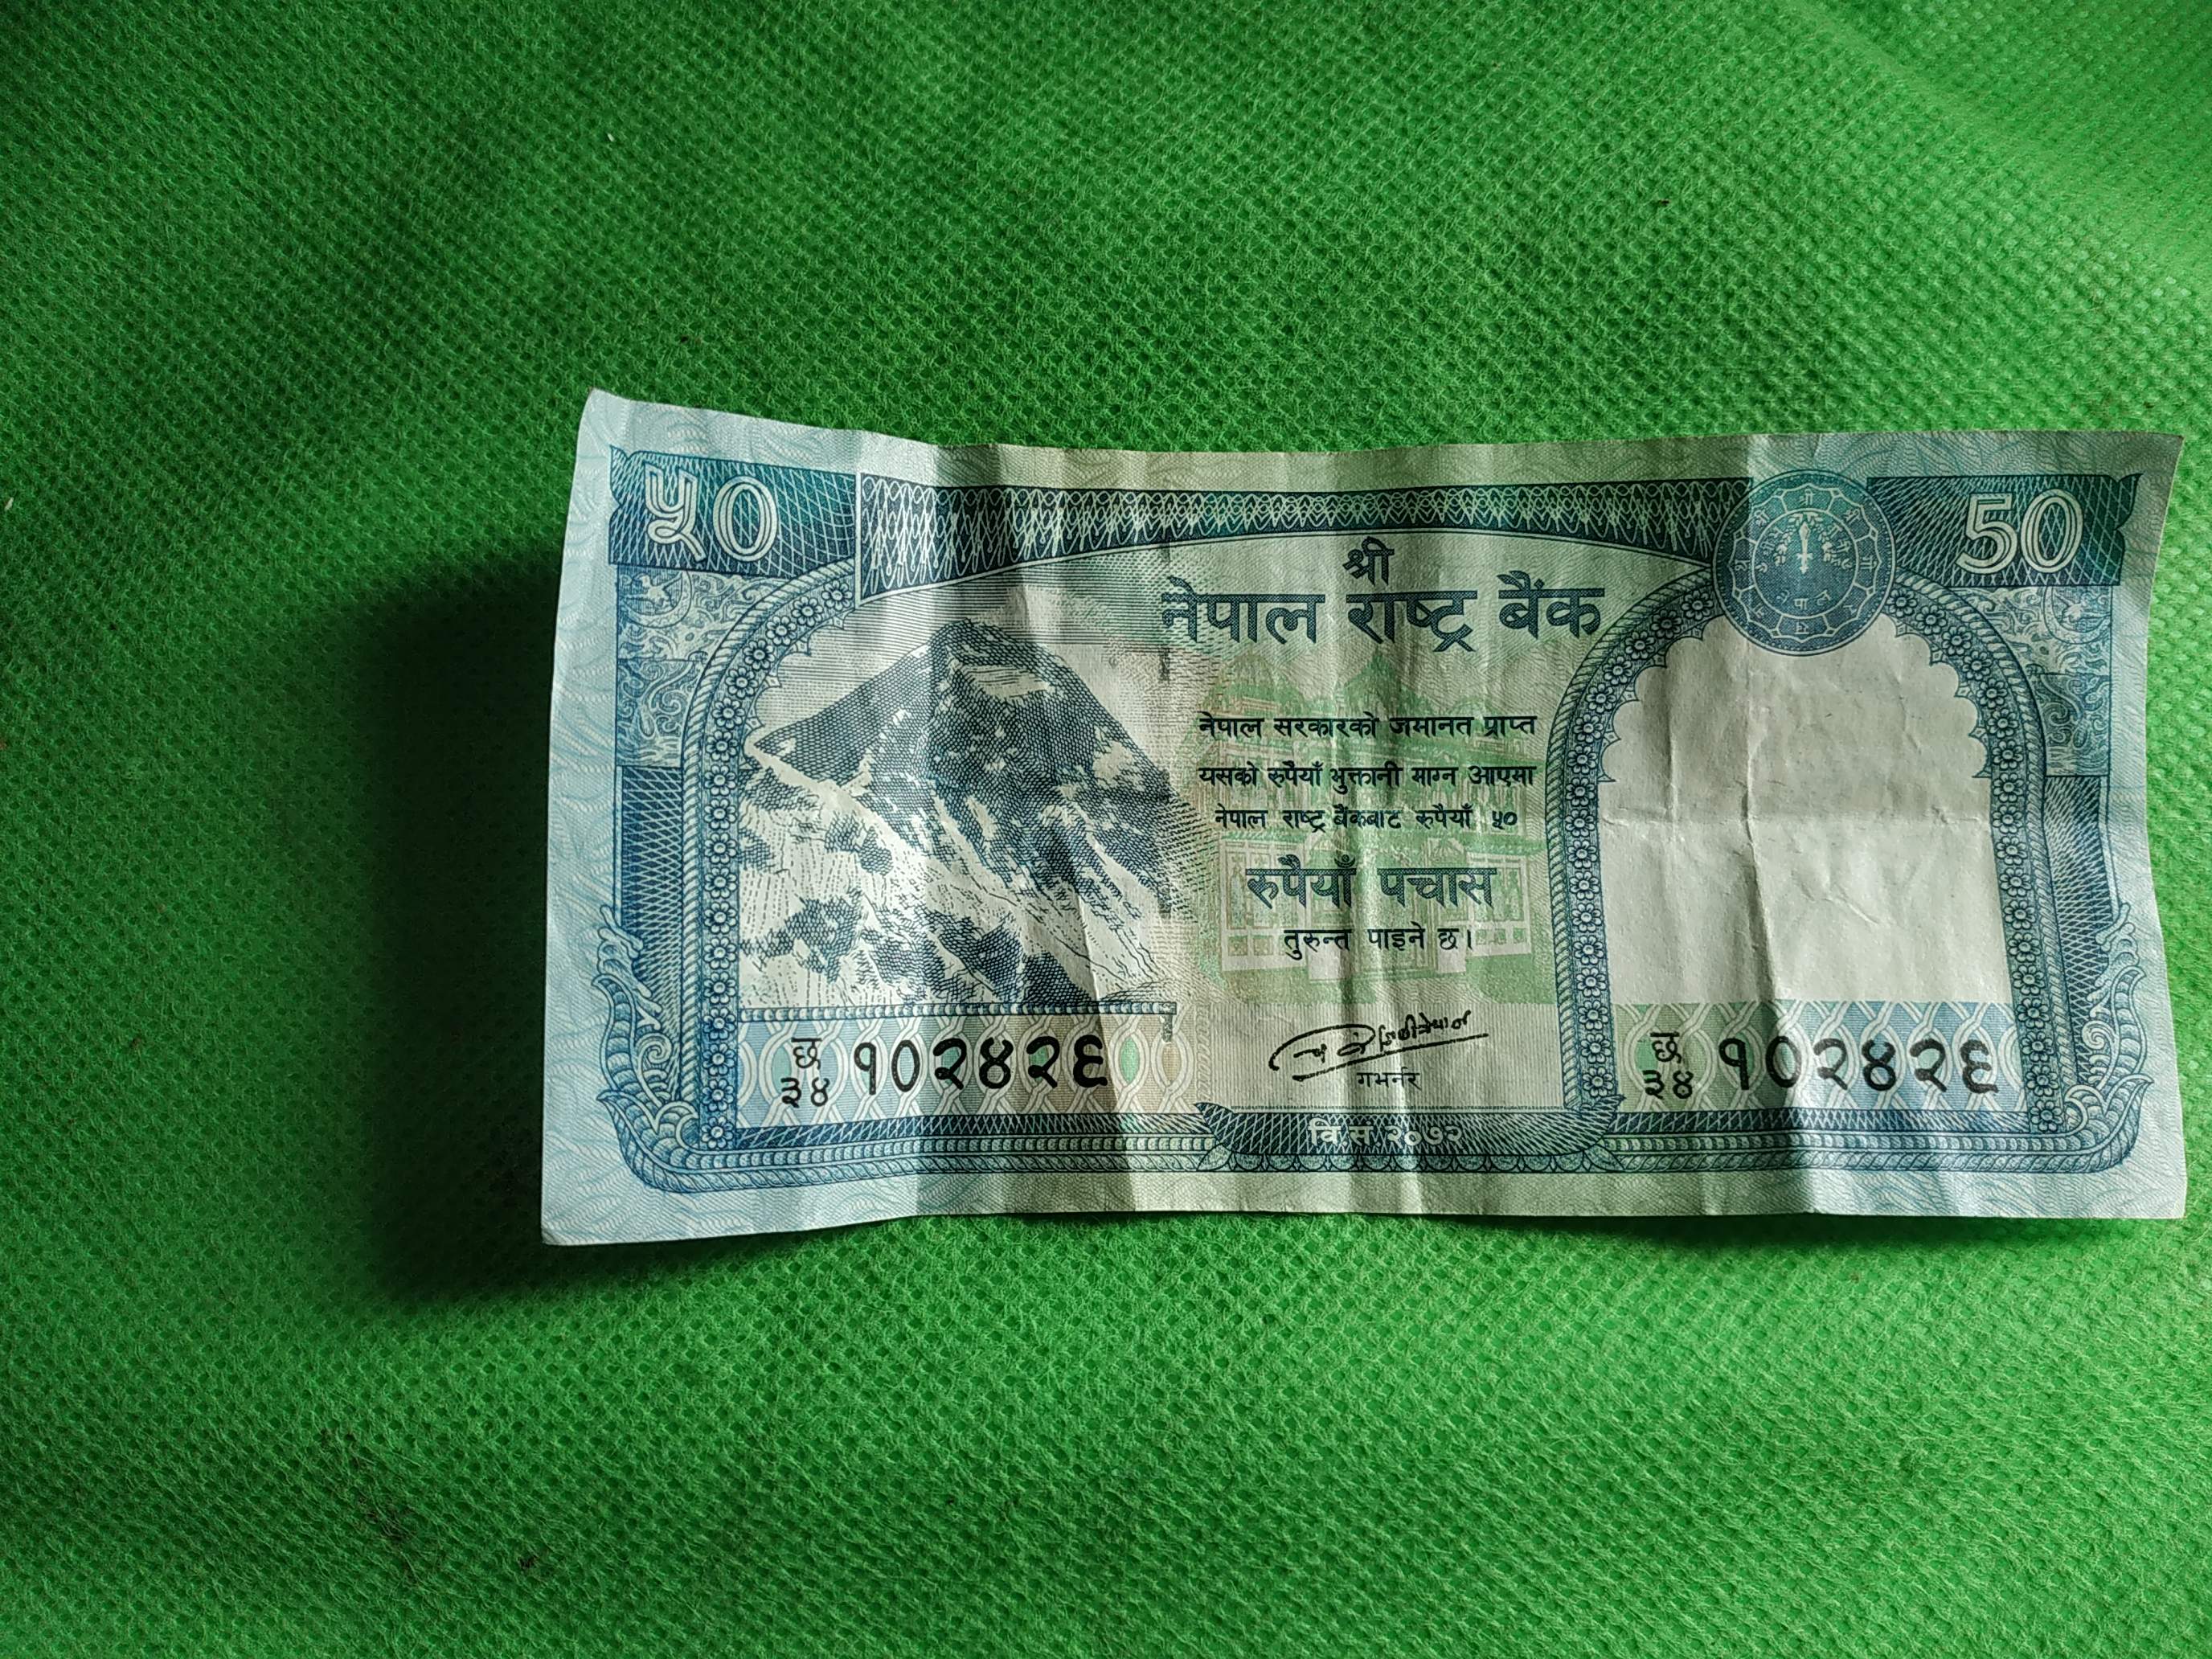 ५०
50
श्री
नेपाल राष्ट्र बैंक
नेपाल सरकारको जमानत प्राप्त
यसको रुपैयाँ भुक्तानी माग्न आएमा
नेपाल राष्ट्र बैंकबाट रुपैयाँ ५०
रुपैयाँ पचास
तुरुन्त पाइने छ।
गभर्नर
छ ३४ १०२४२६
छ ३४ १०२४२६
वि.सं. २०७२